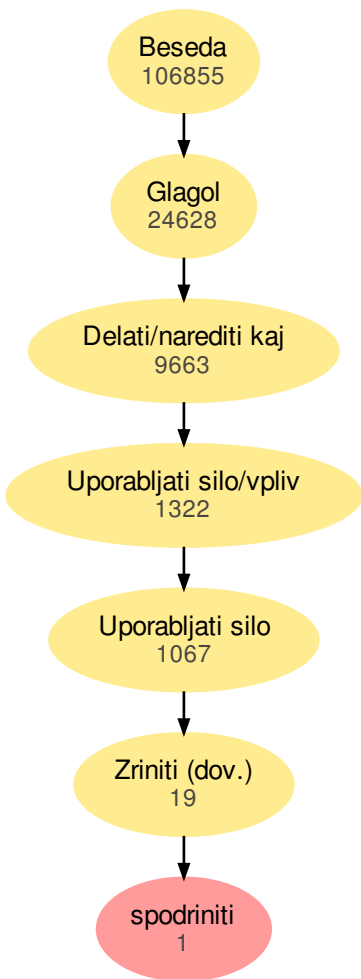 Beseda
106855
Glagol
24628
Delati/narediti kaj
9663
Uporabljati silo/vpliv
1322
Uporabljati silo
1067
Zriniti (dov.)
19
spodriniti
1